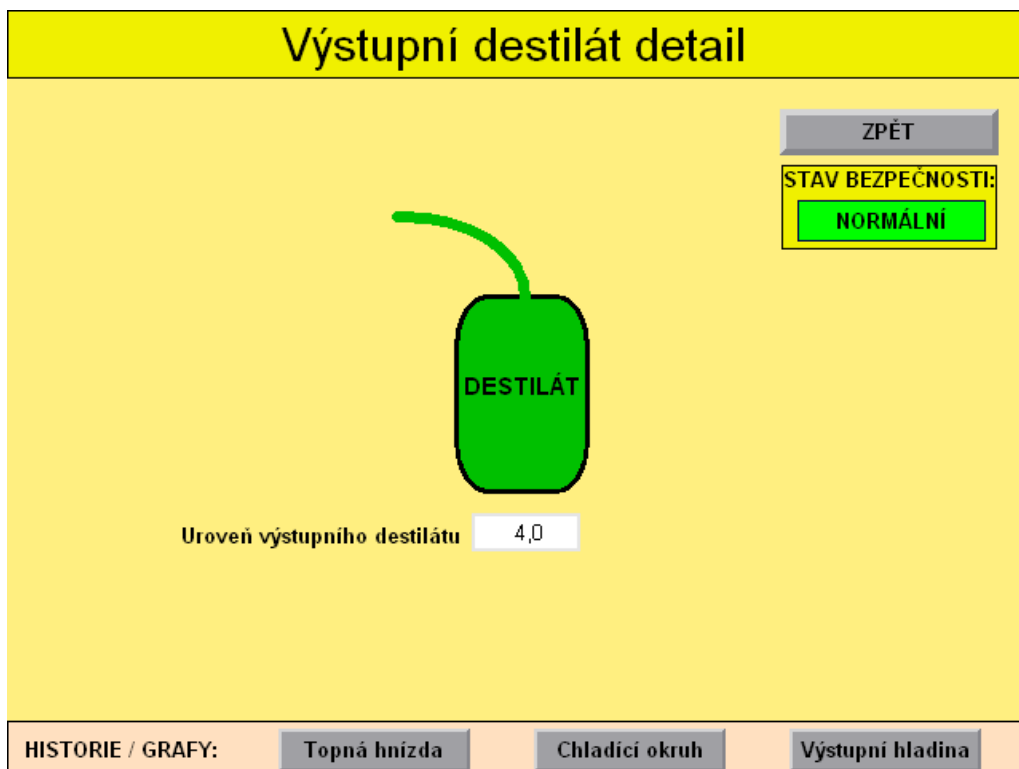 Výstupní destilát detail
ZPĚT
STAV BEZPEČNOSTI:
NORMÁLNÍ
DESTILÁT
Uroveň výstupního destilátu 4,0
HISTORIE / GRAFY: Topná hnízda Chladící okruh Výstupní hladina